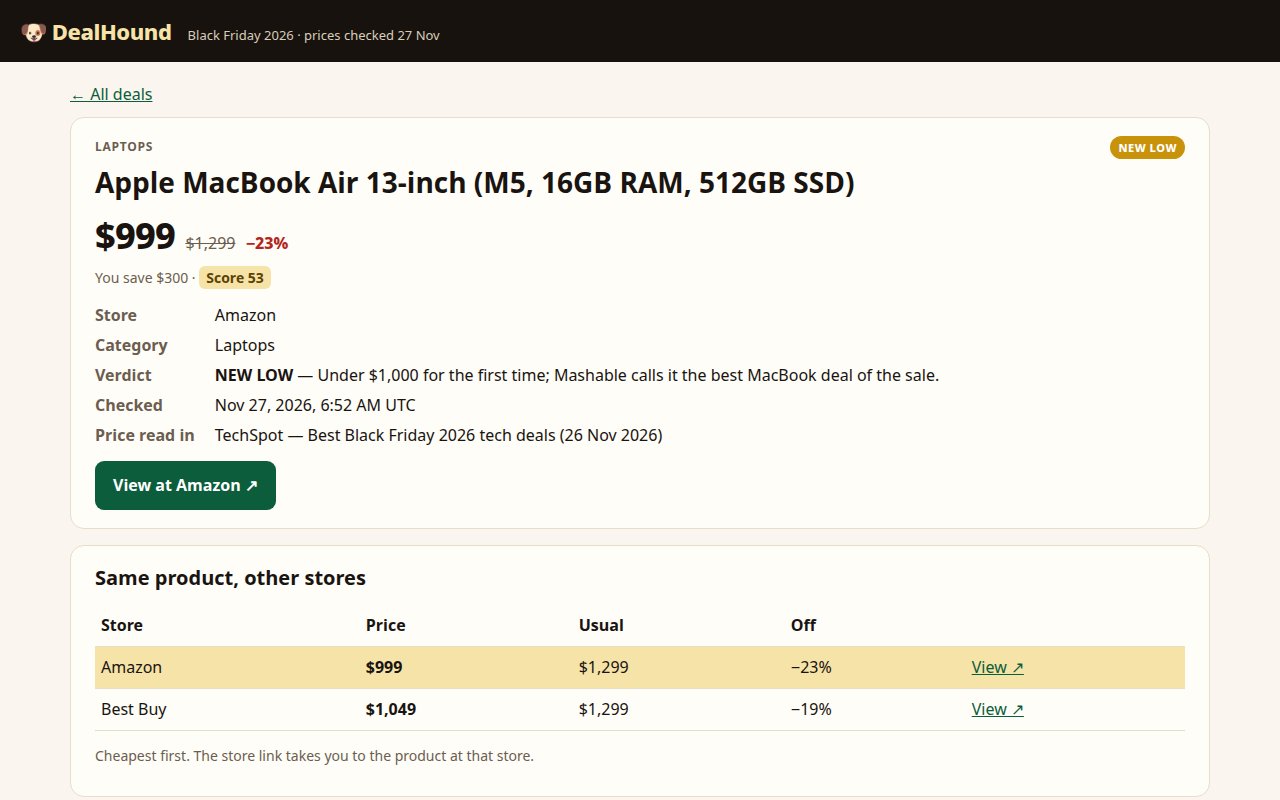 DealHound Black Friday 2026 · prices checked 27 Nov
← All deals
LAPTOPS NEW LOW
Apple MacBook Air 13-inch (M5, 16GB RAM, 512GB SSD)
$999 $1,299 −23%
You save $300 · Score 53
Store Amazon
Category Laptops
Verdict NEW LOW — Under $1,000 for the first time; Mashable calls it the best MacBook deal of the sale.
Checked Nov 27, 2026, 6:52 AM UTC
Price read in TechSpot — Best Black Friday 2026 tech deals (26 Nov 2026)
View at Amazon ↗
Same product, other stores
Store Price Usual Off
Amazon $999 $1,299 −23% View ↗
Best Buy $1,049 $1,299 −19% View ↗
Cheapest first. The store link takes you to the product at that store.